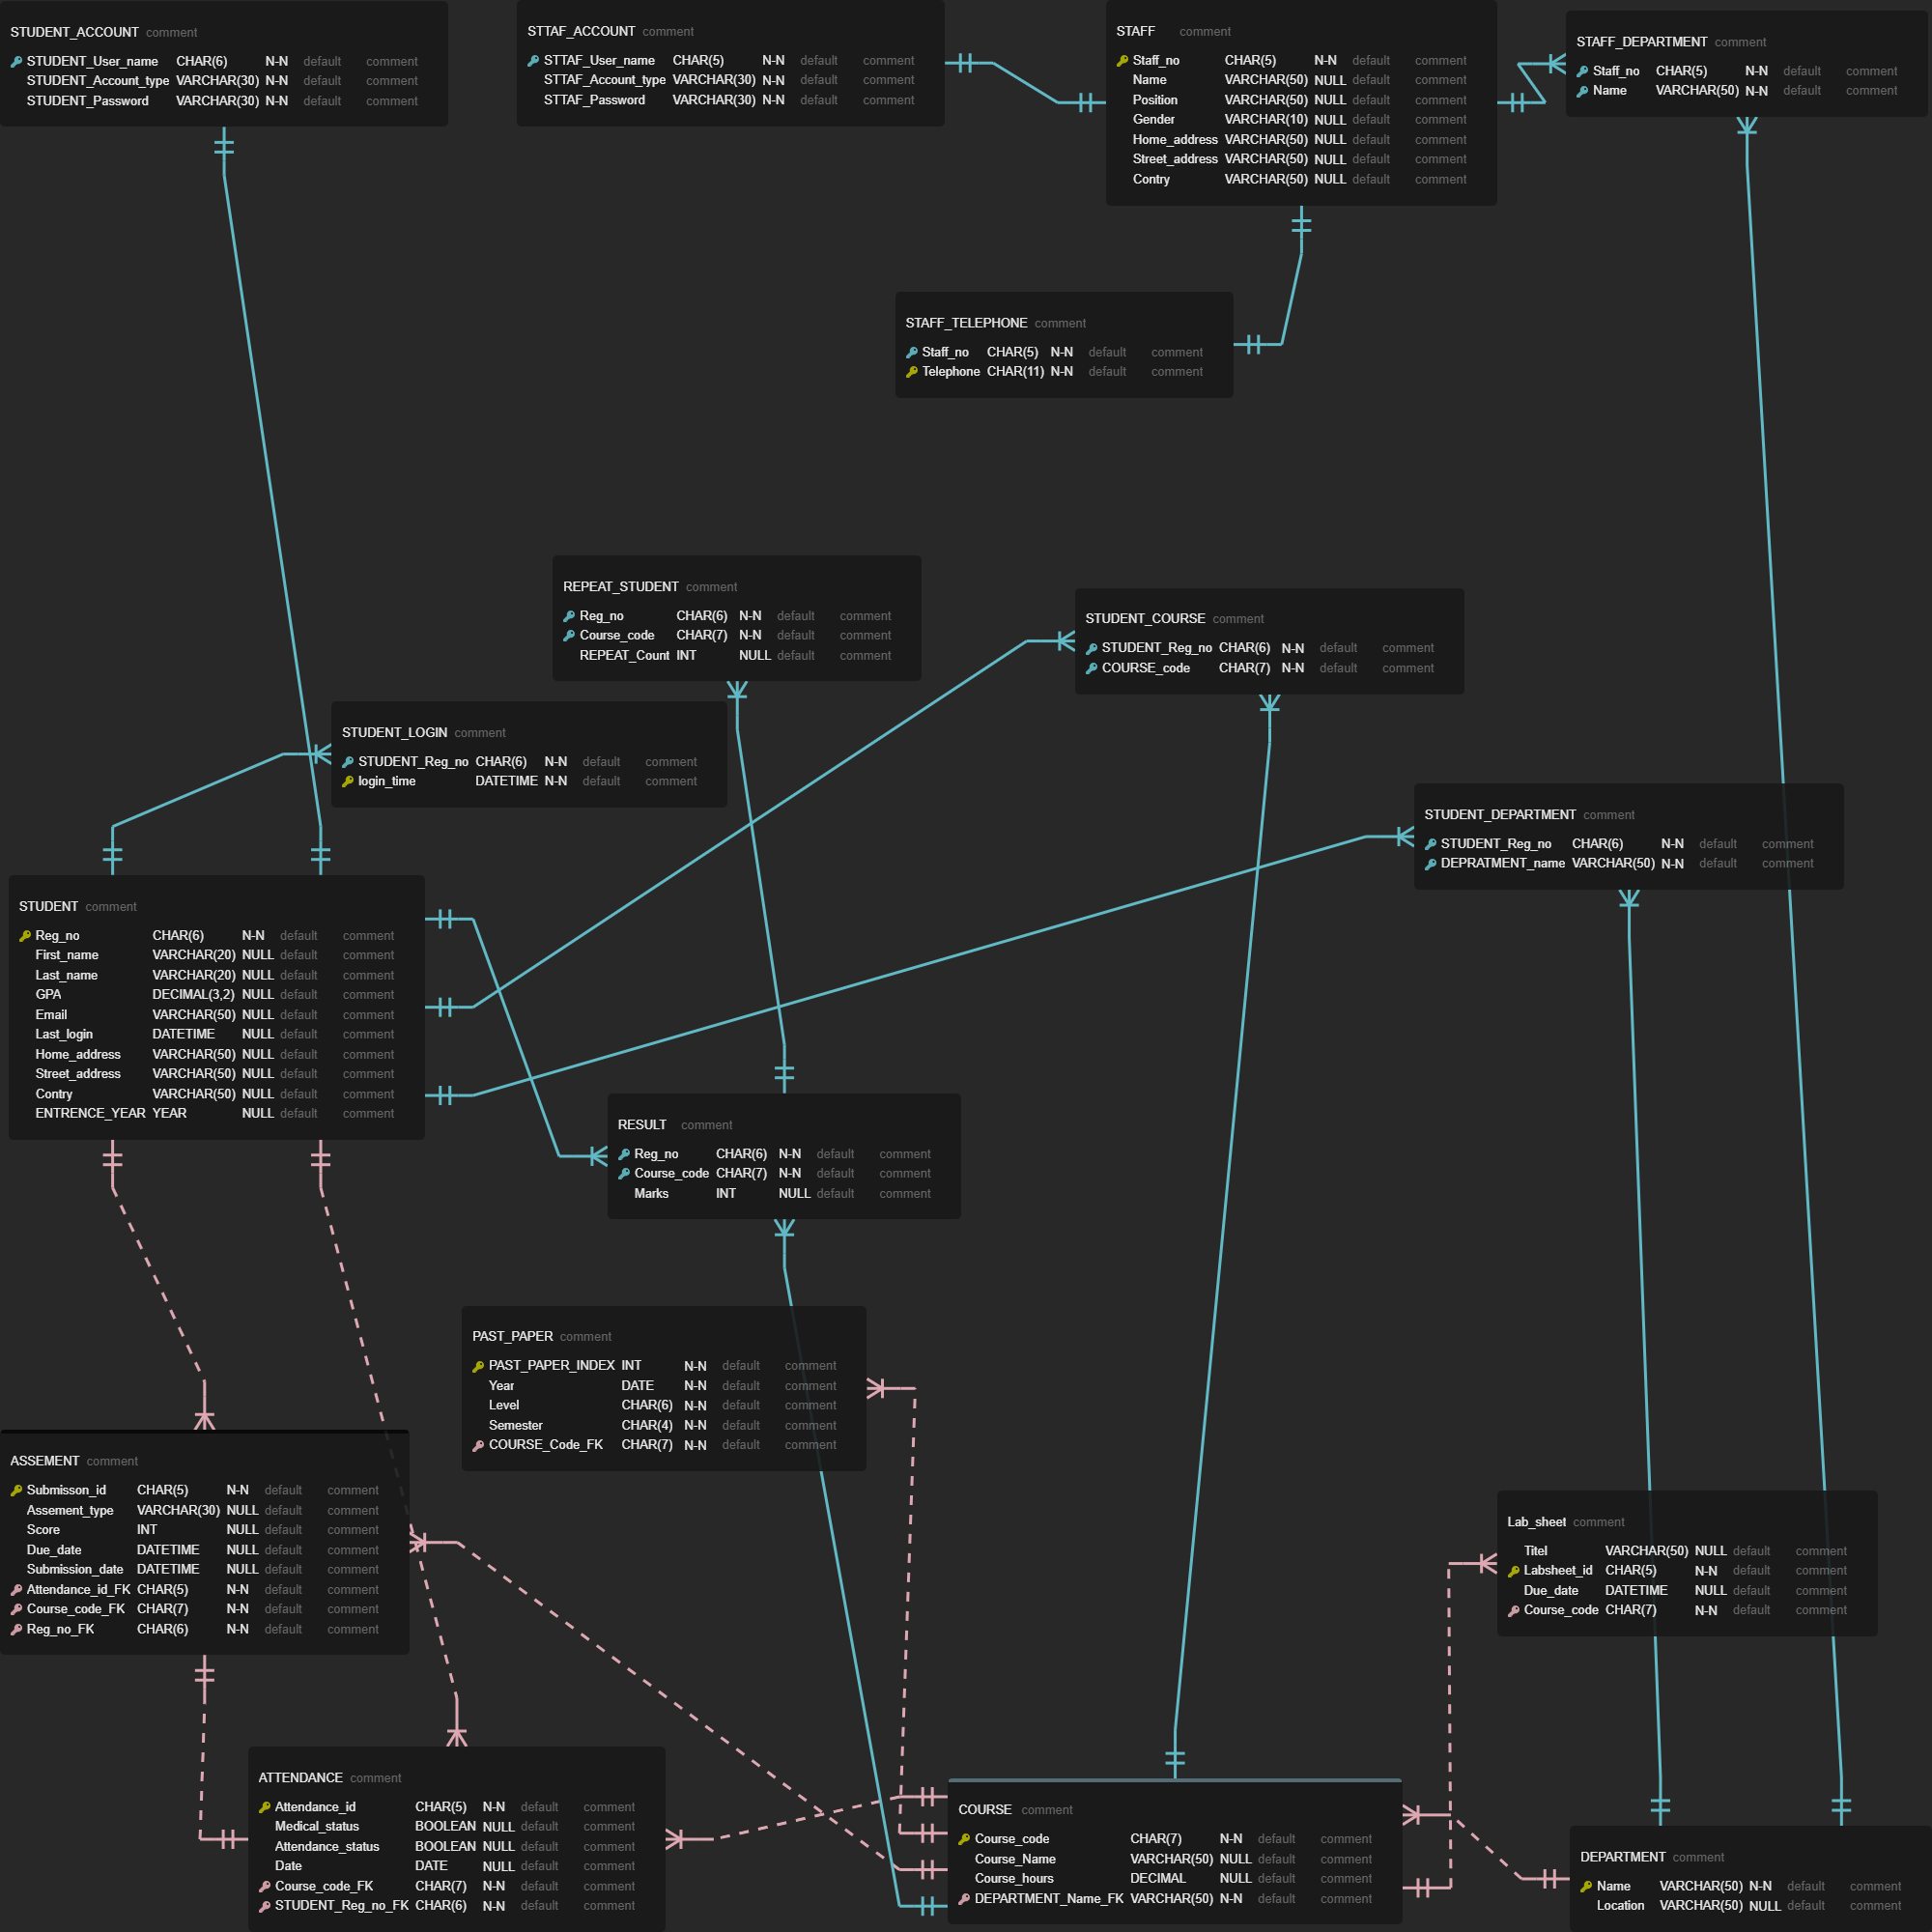 STUDENT_ACCOUNT comment
STUDENT_User_name CHAR(6) N-N default comment
STUDENT_Account_type VARCHAR(30) N-N default comment
STUDENT_Password VARCHAR(30) N-N default comment
STTAF_ACCOUNT comment
STTAF_User_name CHAR(5) N-N default comment
STTAF_Account_type VARCHAR(30) N-N default comment
STTAF_Password VARCHAR(30) N-N default comment
STAFF comment
Staff_no CHAR(5) N-N default comment
Name VARCHAR(50) NULL default comment
Position VARCHAR(50) NULL default comment
Gender VARCHAR(10) NULL default comment
Home_address VARCHAR(50) NULL default comment
Street_address VARCHAR(50) NULL default comment
Contry VARCHAR(50) NULL default comment
STAFF_DEPARTMENT comment
Staff_no CHAR(5) N-N default comment
Name VARCHAR(50) N-N default comment
STAFF_TELEPHONE comment
Staff_no CHAR(5) N-N default comment
Telephone CHAR(11) N-N default comment
REPEAT_STUDENT comment
Reg_no CHAR(6) N-N default comment
Course_code CHAR(7) N-N default comment
REPEAT_Count INT NULL default comment
STUDENT_COURSE comment
STUDENT_Reg_no CHAR(6) N-N default comment
COURSE_code CHAR(7) N-N default comment
STUDENT_LOGIN comment
STUDENT_Reg_no CHAR(6) N-N default comment
login_time DATETIME N-N default comment
STUDENT_DEPARTMENT comment
STUDENT_Reg_no CHAR(6) N-N default comment
DEPRATMENT_name VARCHAR(50) N-N default comment
STUDENT comment
Reg_no CHAR(6) N-N default comment
First_name VARCHAR(20) NULL default comment
Last_name VARCHAR(20) NULL default comment
GPA DECIMAL(3,2) NULL default comment
Email VARCHAR(50) NULL default comment
Last_login DATETIME NULL default comment
Home_address VARCHAR(50) NULL default comment
Street_address VARCHAR(50) NULL default comment
Contry VARCHAR(50) NULL default comment
ENTRENCE_YEAR YEAR NULL default comment
RESULT comment
Reg_no CHAR(6) N-N default comment
Course_code CHAR(7) N-N default comment
Marks INT NULL default comment
PAST_PAPER comment
PAST_PAPER_INDEX INT N-N default comment
Year DATE N-N default comment
Level CHAR(6) N-N default comment
Semester CHAR(4) N-N default comment
COURSE_Code_FK CHAR(7) N-N default comment
ASSEMENT comment
Submisson_id CHAR(5) N-N default comment
Assement_type VARCHAR(30) NULL default comment
Score INT NULL default comment
Due_date DATETIME NULL default comment
Submission_date DATETIME NULL default comment
Attendance_id_FK CHAR(5) N-N default comment
Course_code_FK CHAR(7) N-N default comment
Reg_no_FK CHAR(6) N-N default comment
Lab_sheet comment
Titel VARCHAR(50) NULL default comment
Labsheet_id CHAR(5) N-N default comment
Due_date DATETIME NULL default comment
Course_code CHAR(7) N-N default comment
ATTENDANCE comment
Attendance_id CHAR(5) N-N default comment
Medical_status BOOLEAN NULL default comment
Attendance_status BOOLEAN NULL default comment
Date DATE NULL default comment
Course_code_FK CHAR(7) N-N default comment
STUDENT_Reg_no_FK CHAR(6) N-N default comment
COURSE comment
Course_code CHAR(7) N-N default comment
Course_Name VARCHAR(50) NULL default comment
Course_hours DECIMAL NULL default comment
DEPARTMENT_Name_FK VARCHAR(50) N-N default comment
DEPARTMENT comment
Name VARCHAR(50) N-N default comment
Location VARCHAR(50) NULL default comment